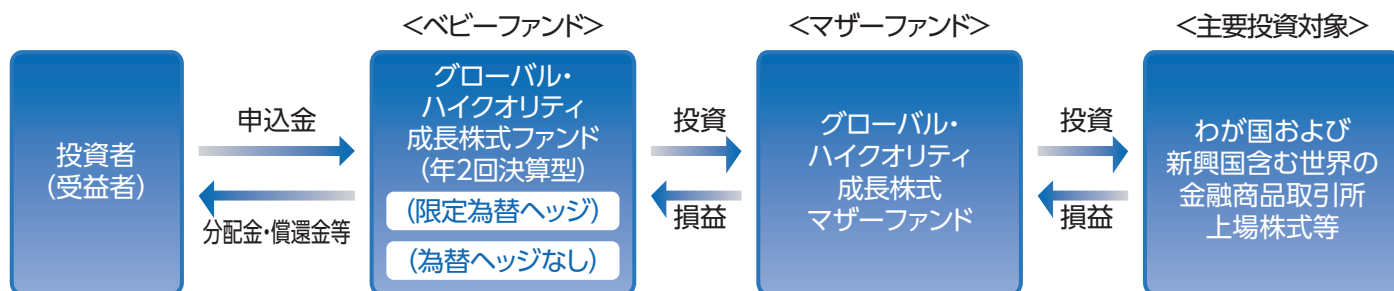 <ベビーファンド>
<マザーファンド>
<主要投資対象>
投資者
(受益者)
申込金
分配金・償還金等
グローバル・
ハイクオリティ
成長株式ファンド
(年2回決算型)
(限定為替ヘッジ)
(為替ヘッジなし)
投資
損益
グローバル・
ハイクオリティ
成長株式
マザーファンド
投資
損益
わが国および
新興国含む世界の
金融商品取引所
上場株式等